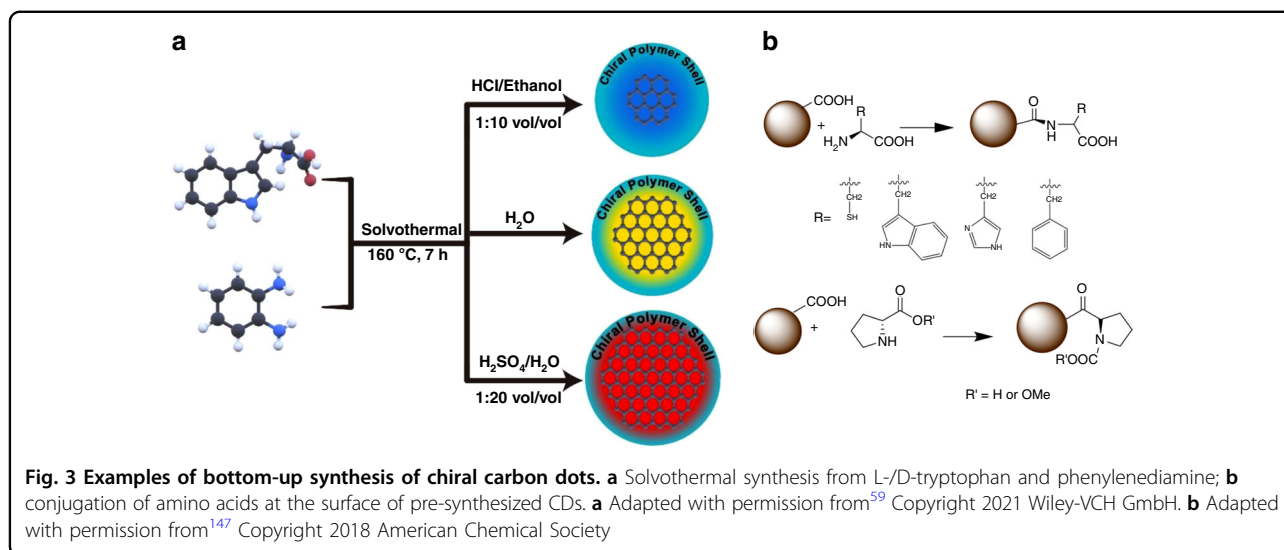 a
HCl/Ethanol
1:10 vol/vol
Chiral Polymer Shell
Solvothermal
160 °C, 7 h
H₂O
Chiral Polymer Shell
H₂SO₄/H₂O
1:20 vol/vol
Chiral Polymer Shell
b
COOH
+
H₂N
R
COOH
O
N
H
R
COOH
R=
CH2
SH
CH2
HN
CH2
N
NH
CH2
COOH
+
O
OR'
NH
O
N
R'OOC
R' = H or OMe
Fig. 3 Examples of bottom-up synthesis of chiral carbon dots. a Solvothermal synthesis from L-/D-tryptophan and phenylenediamine; b
conjugation of amino acids at the surface of pre-synthesized CDs. a Adapted with permission from⁵⁹ Copyright 2021 Wiley-VCH GmbH. b Adapted
with permission from¹⁴⁷ Copyright 2018 American Chemical Society